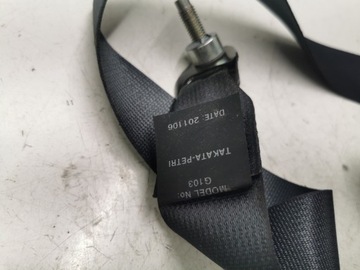 MODEL No:
G103
TAKATA-PETRI
DATE: 201106